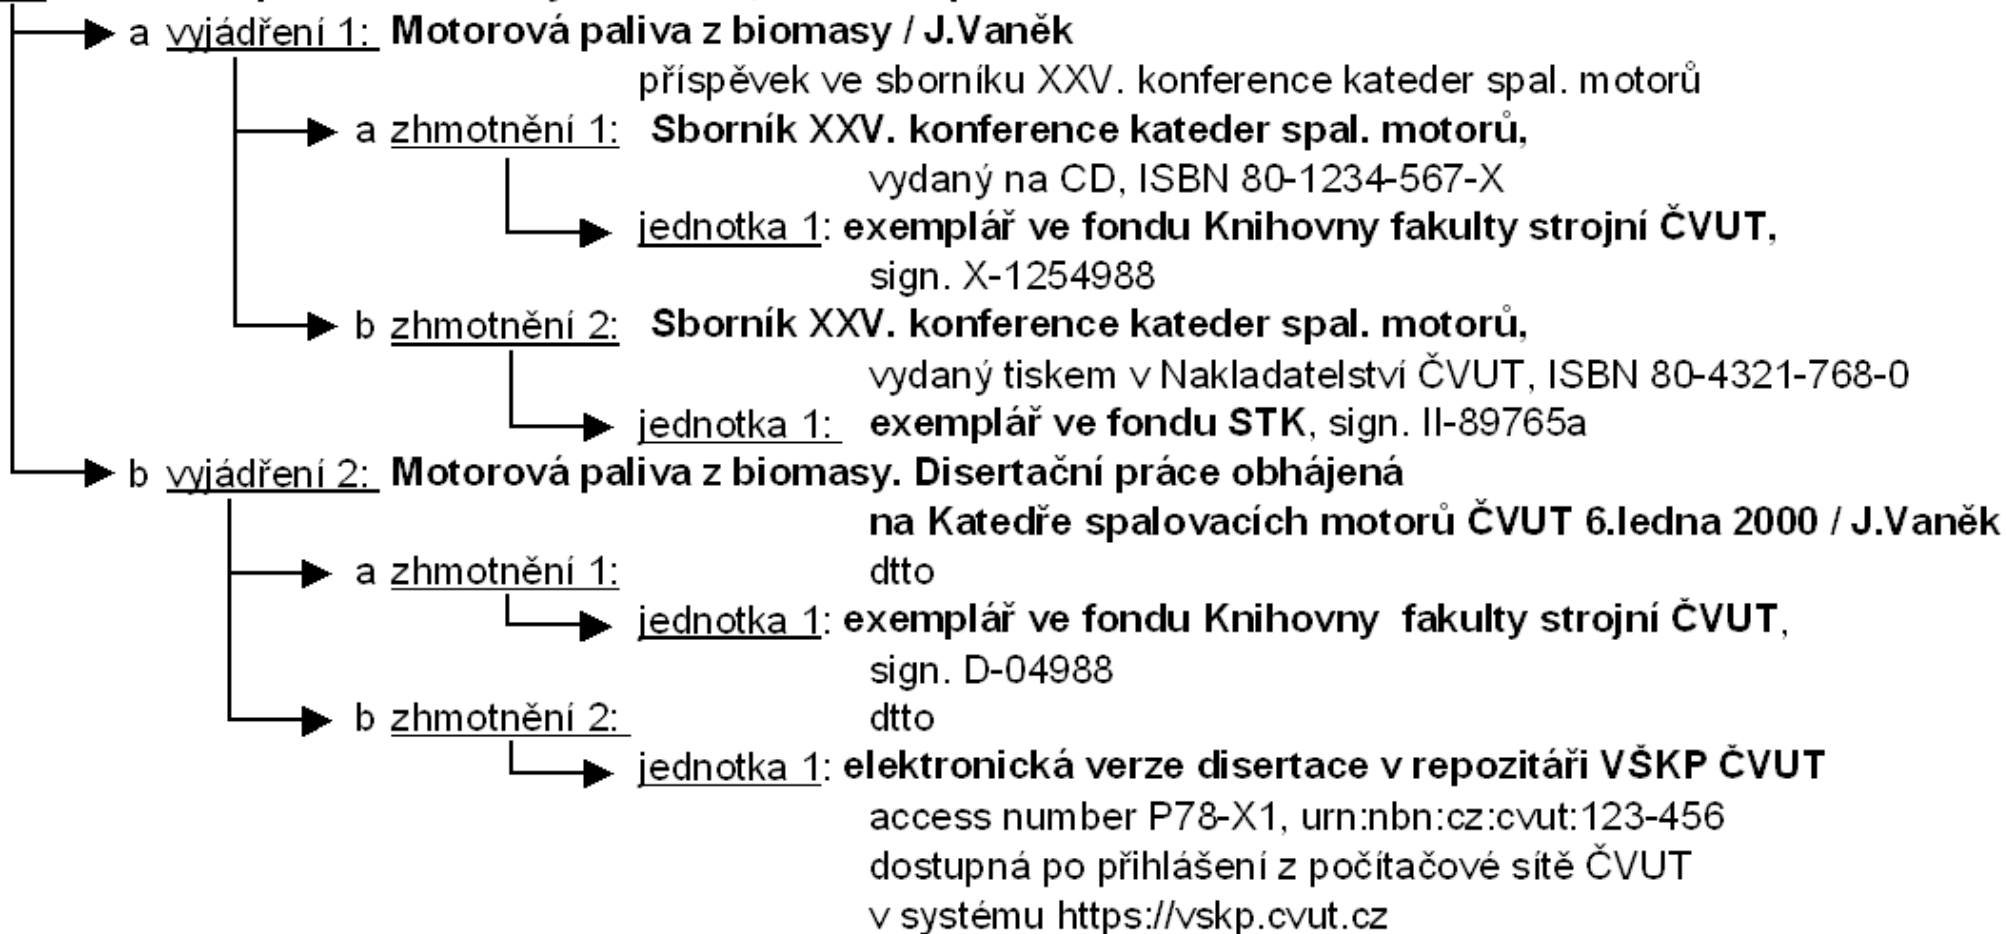 a vyjádření 1: Motorová paliva z biomasy / J.Vaněk
příspěvek ve sborníku XXV. konference kateder spal. motorů
a zhmotnění 1: Sborník XXV. konference kateder spal. motorů,
vydaný na CD, ISBN 80-1234-567-X
jednotka 1: exemplář ve fondu Knihovny fakulty strojní ČVUT,
sign. X-1254988
b zhmotnění 2: Sborník XXV. konference kateder spal. motorů,
vydaný tiskem v Nakladatelství ČVUT, ISBN 80-4321-768-0
jednotka 1: exemplář ve fondu STK, sign. II-89765a
b vyjádření 2: Motorová paliva z biomasy. Disertační práce obhájená
na Katedře spalovacích motorů ČVUT 6.ledna 2000 / J.Vaněk
a zhmotnění 1: dtto
jednotka 1: exemplář ve fondu Knihovny fakulty strojní ČVUT,
sign. D-04988
b zhmotnění 2: dtto
jednotka 1: elektronická verze disertace v repozitáři VŠKP ČVUT
access number P78-X1, urn:nbn:cz:cvut:123-456
dostupná po přihlášení z počítačové sítě ČVUT
v systému https://vskp.cvut.cz